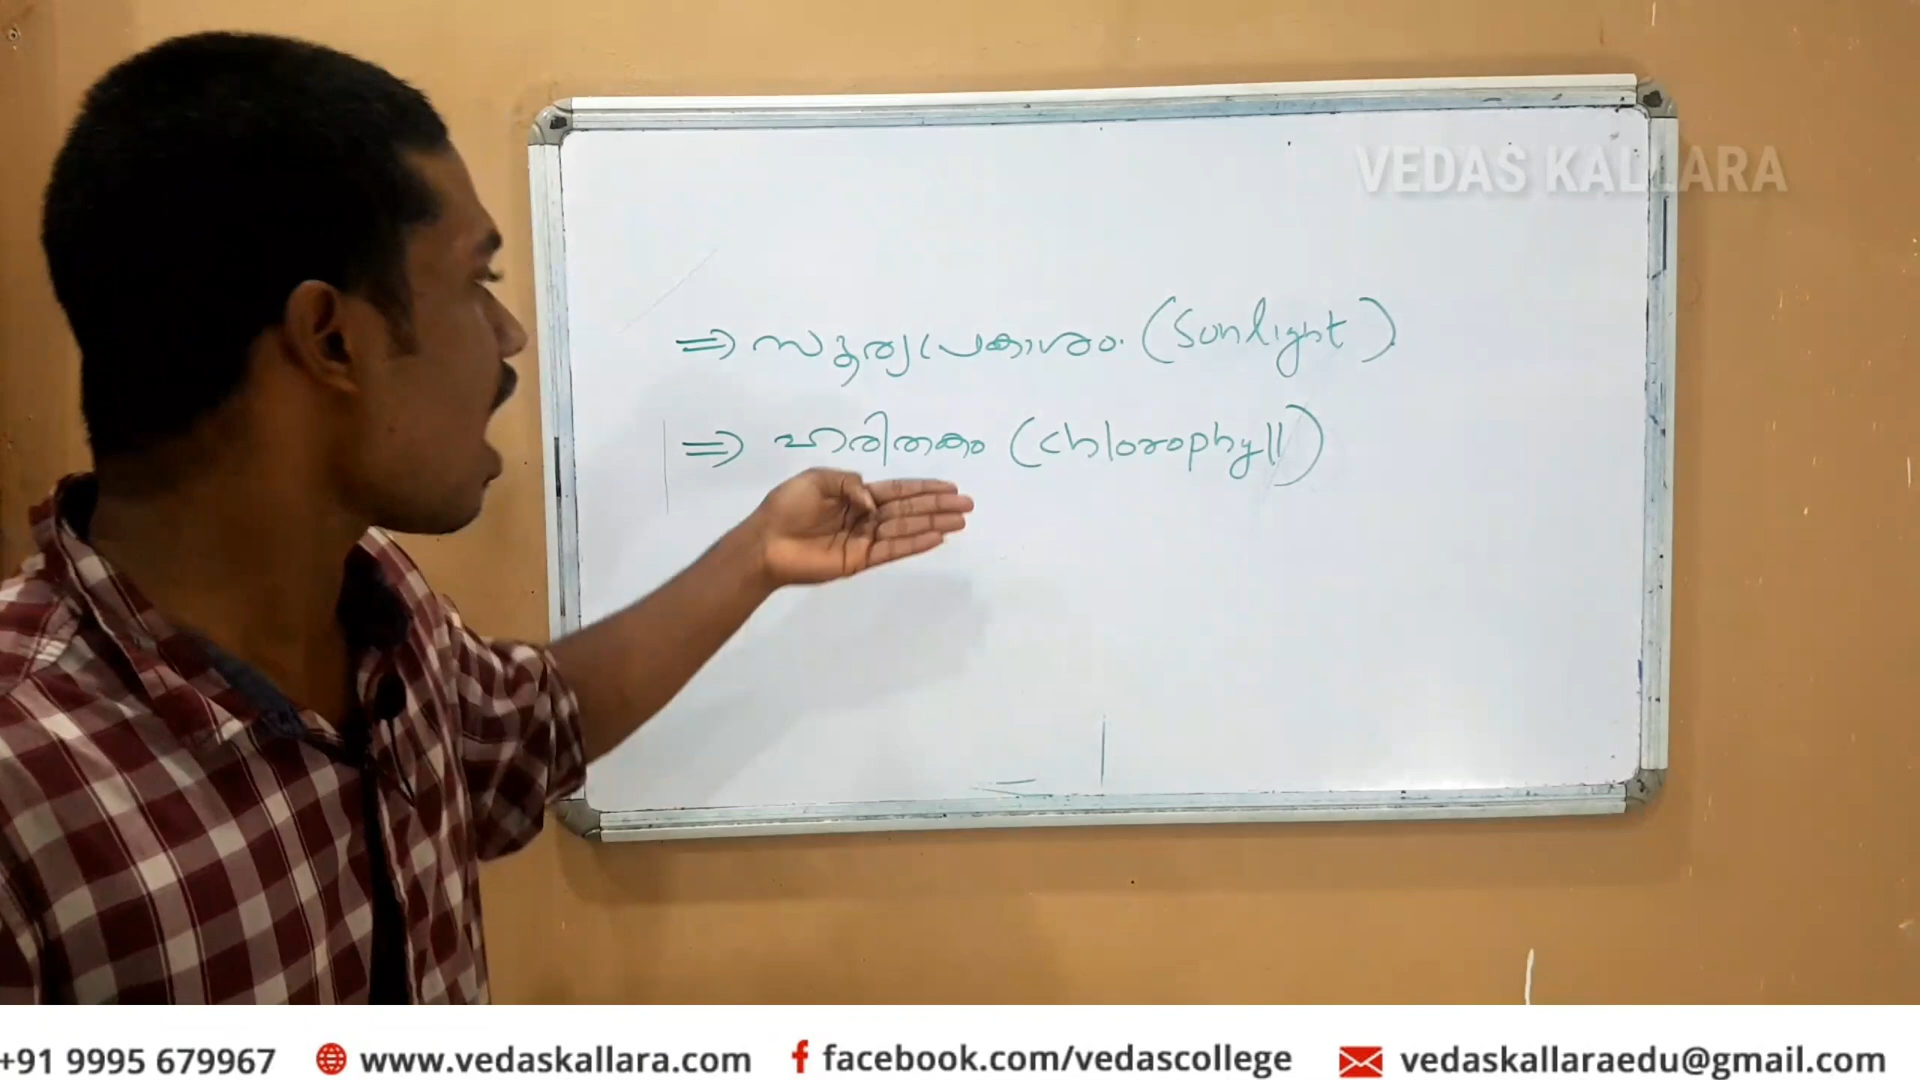 VEDAS KALLARA
⇒ സൂര്യപ്രകാശം. (Sunlight)
⇒ ഹരിതകം (chlorophyll)
+91 9995 679967 www.vedaskallara.com facebook.com/vedascollege vedaskallaraedu@gmail.com